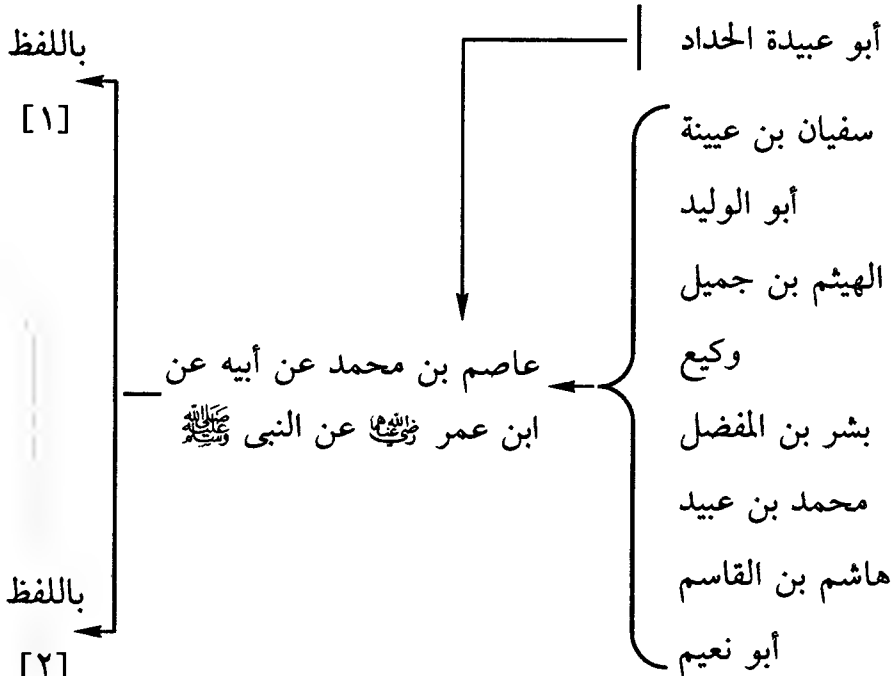 أبو عبيدة الحداد
سفيان بن عيينة
أبو الوليد
الهيثم بن جميل
وكيع
بشر بن المفضل
محمد بن عبيد
هاشم بن القاسم
أبو نعيم
عاصم بن محمد عن أبيه عن
ابن عمر رضي الله عنهما عن النبى ﷺ
باللفظ
[١]
باللفظ
[٢]